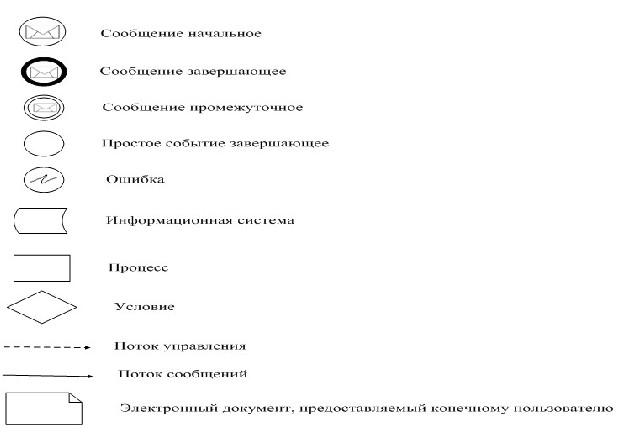 Сообщение начальное
Сообщение завершающее
Сообщение промежуточное
Простое событие завершающее
Ошибка
Информационная система
Процесс
Условие
Поток управления
Поток сообщений
Электронный документ, предоставляемый конечному пользователю